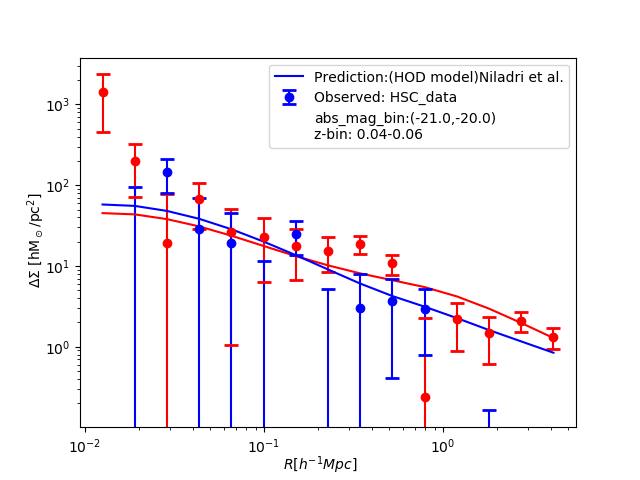 Prediction:(HOD model)Niladri et al.
Observed: HSC_data
abs_mag_bin:(-21.0,-20.0)
z-bin: 0.04-0.06
ΔΣ [hM⊙/pc²]
10³
10²
10¹
10⁰
10⁻²
10⁻¹
10⁰
R[h⁻¹Mpc]